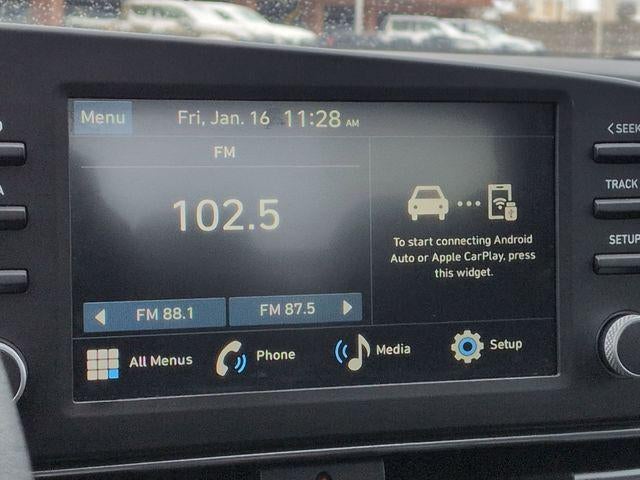 Menu
Fri, Jan. 16 11:28 AM
FM
102.5
To start connecting Android
Auto or Apple CarPlay, press
this widget.
FM 88.1
FM 87.5
All Menus
Phone
Media
Setup
SEEK
TRACK
SETUP